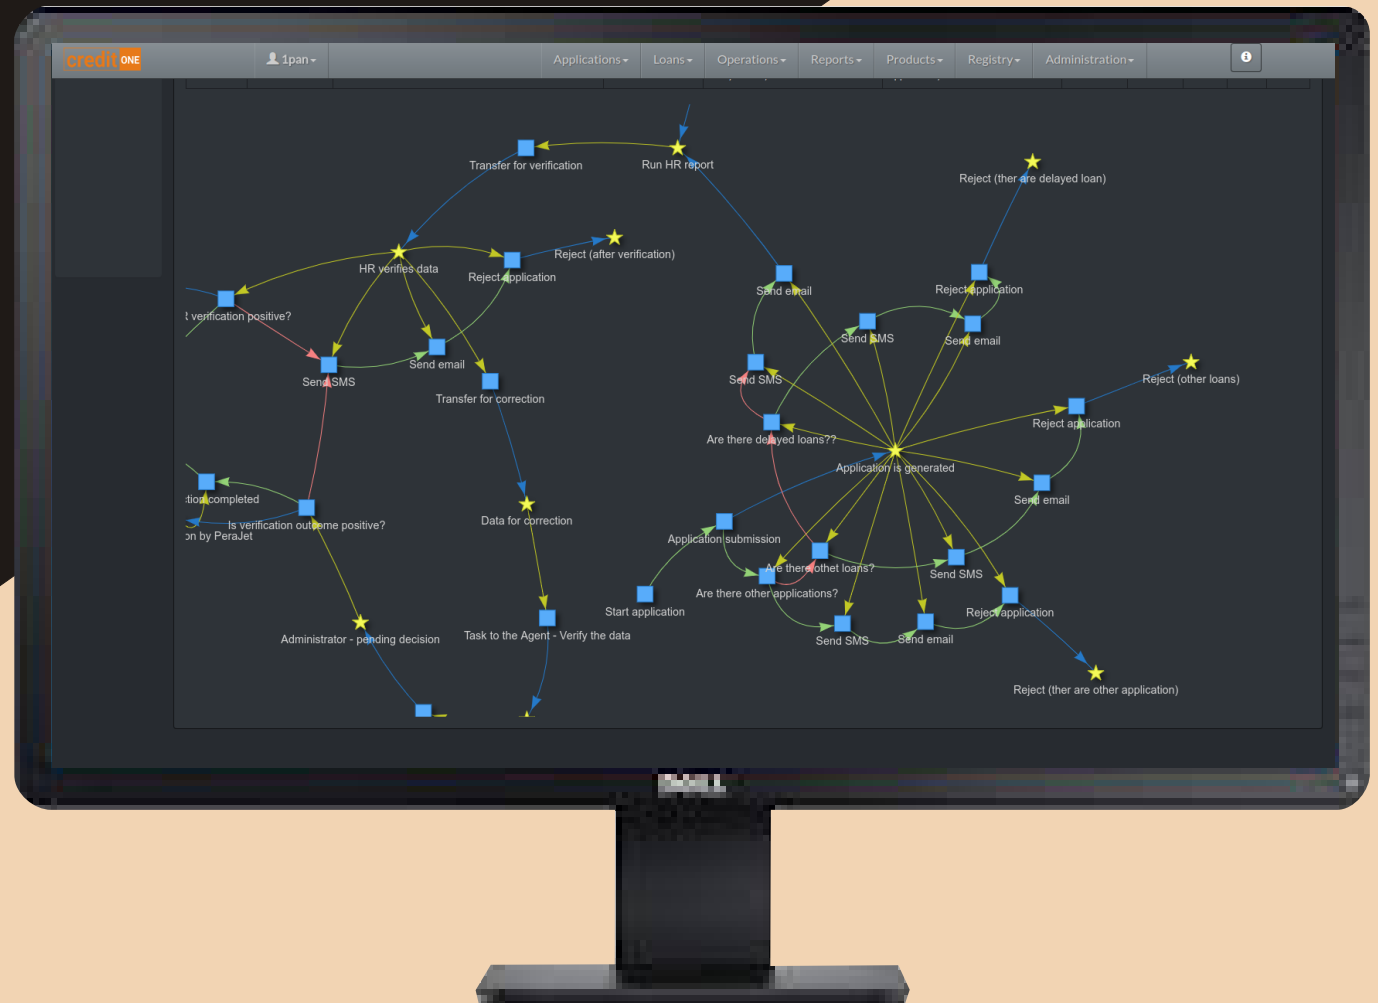 credit ONE
1pan
Applications
Loans
Operations
Reports
Products
Registry
Administration
Transfer for verification
Run HR report
Reject (ther are delayed loan)
HR verifies data
Reject application
Reject (after verification)
Send email
Reject application
verification positive?
Send SMS
Send email
Send SMS
Send email
Transfer for correction
Send SMS
Reject (other loans)
Reject application
Are there delayed loans??
Application is generated
completed
Is verification outcome positive?
on by PeraJet
Data for correction
Send email
Application submission
Are there othet loans?
Send SMS
Are there other applications?
Start application
Reject application
Administrator - pending decision
Task to the Agent - Verify the data
Send SMS
Send email
Reject (ther are other application)